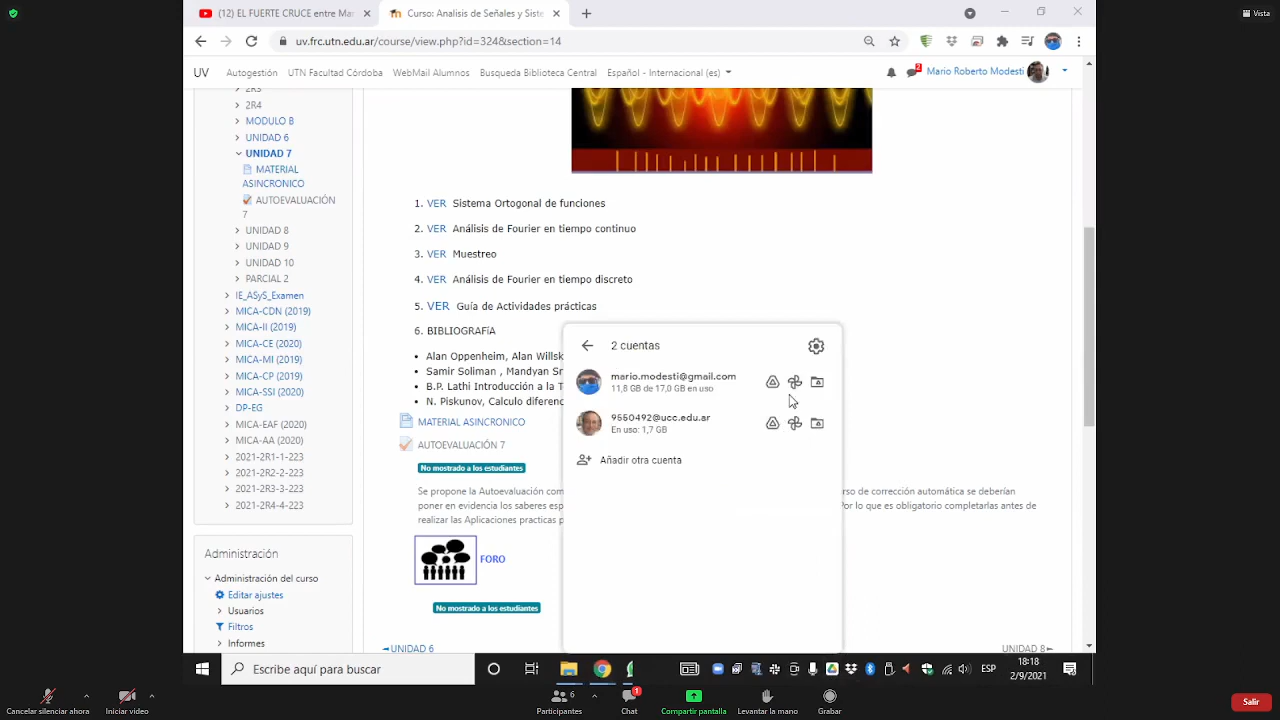 Vista
(12) EL FUERTE CRUCE entre Mar
Curso: Analisis de Señales y Siste
uv.frc.utn.edu.ar/course/view.php?id=324&section=14
UV
Autogestión
UTN Facultad Córdoba
WebMail Alumnos
Busqueda Biblioteca Central
Español - Internacional (es)
2
Mario Roberto Modesti
2R3
2R4
MODULO B
UNIDAD 6
UNIDAD 7
MATERIAL
ASINCRONICO
AUTOEVALUACIÓN
7
UNIDAD 8
UNIDAD 9
UNIDAD 10
PARCIAL 2
IE_ASyS_Examen
MICA-CDN (2019)
MICA-II (2019)
MICA-CE (2020)
MICA-MI (2019)
MICA-CP (2019)
MICA-SSI (2020)
DP-EG
MICA-EAF (2020)
MICA-AA (2020)
2021-2R1-1-223
2021-2R2-2-223
2021-2R3-3-223
2021-2R4-4-223
Administración
Administración del curso
Editar ajustes
Usuarios
Filtros
Informes
1. VER Sistema Ortogonal de funciones
2. VER Análisis de Fourier en tiempo continuo
3. VER Muestreo
4. VER Análisis de Fourier en tiempo discreto
5. VER Guía de Actividades prácticas
6. BIBLIOGRAFíA
Alan Oppenheim, Alan Willsk
Samir Soliman , Mandyan Sr
B.P. Lathi Introducción a la T
N. Piskunov, Calculo diferenc
MATERIAL ASINCRONICO
AUTOEVALUACIÓN 7
No mostrado a los estudiantes
Se propone la Autoevaluación com
rso de corrección automática se deberían
poner en evidencia los saberes esp
Por lo que es obligatorio completarlas antes de
realizar las Aplicaciones practicas p
FORO
No mostrado a los estudiantes
UNIDAD 6
UNIDAD 8
2 cuentas
mario.modesti@gmail.com
11,8 GB de 17,0 GB en uso
9550492@ucc.edu.ar
En uso: 1,7 GB
Añadir otra cuenta
Escribe aquí para buscar
ESP
18:18
2/9/2021
Cancelar silenciar ahora
Iniciar video
6
Participantes
1
Chat
Compartir pantalla
Levantar la mano
Grabar
Salir